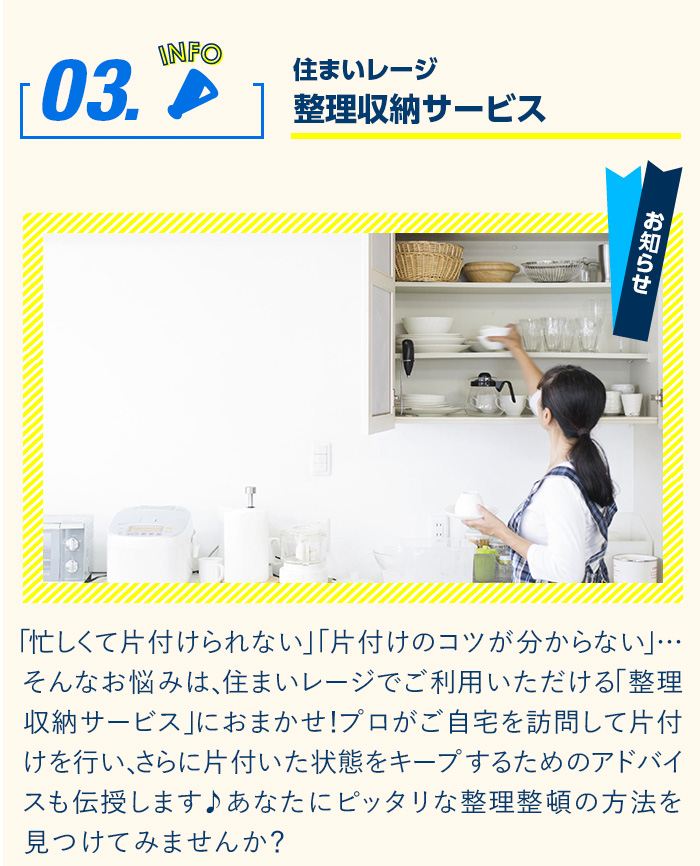 03.
INFO
住まいレージ
整理収納サービス
お知らせ
「忙しくて片付けられない」「片付けのコツが分からない」…
そんなお悩みは、住まいレージでご利用いただける「整理
収納サービス」におまかせ！プロがご自宅を訪問して片付
けを行い、さらに片付いた状態をキープするためのアドバイ
スも伝授します♪あなたにピッタリな整理整頓の方法を
見つけてみませんか？